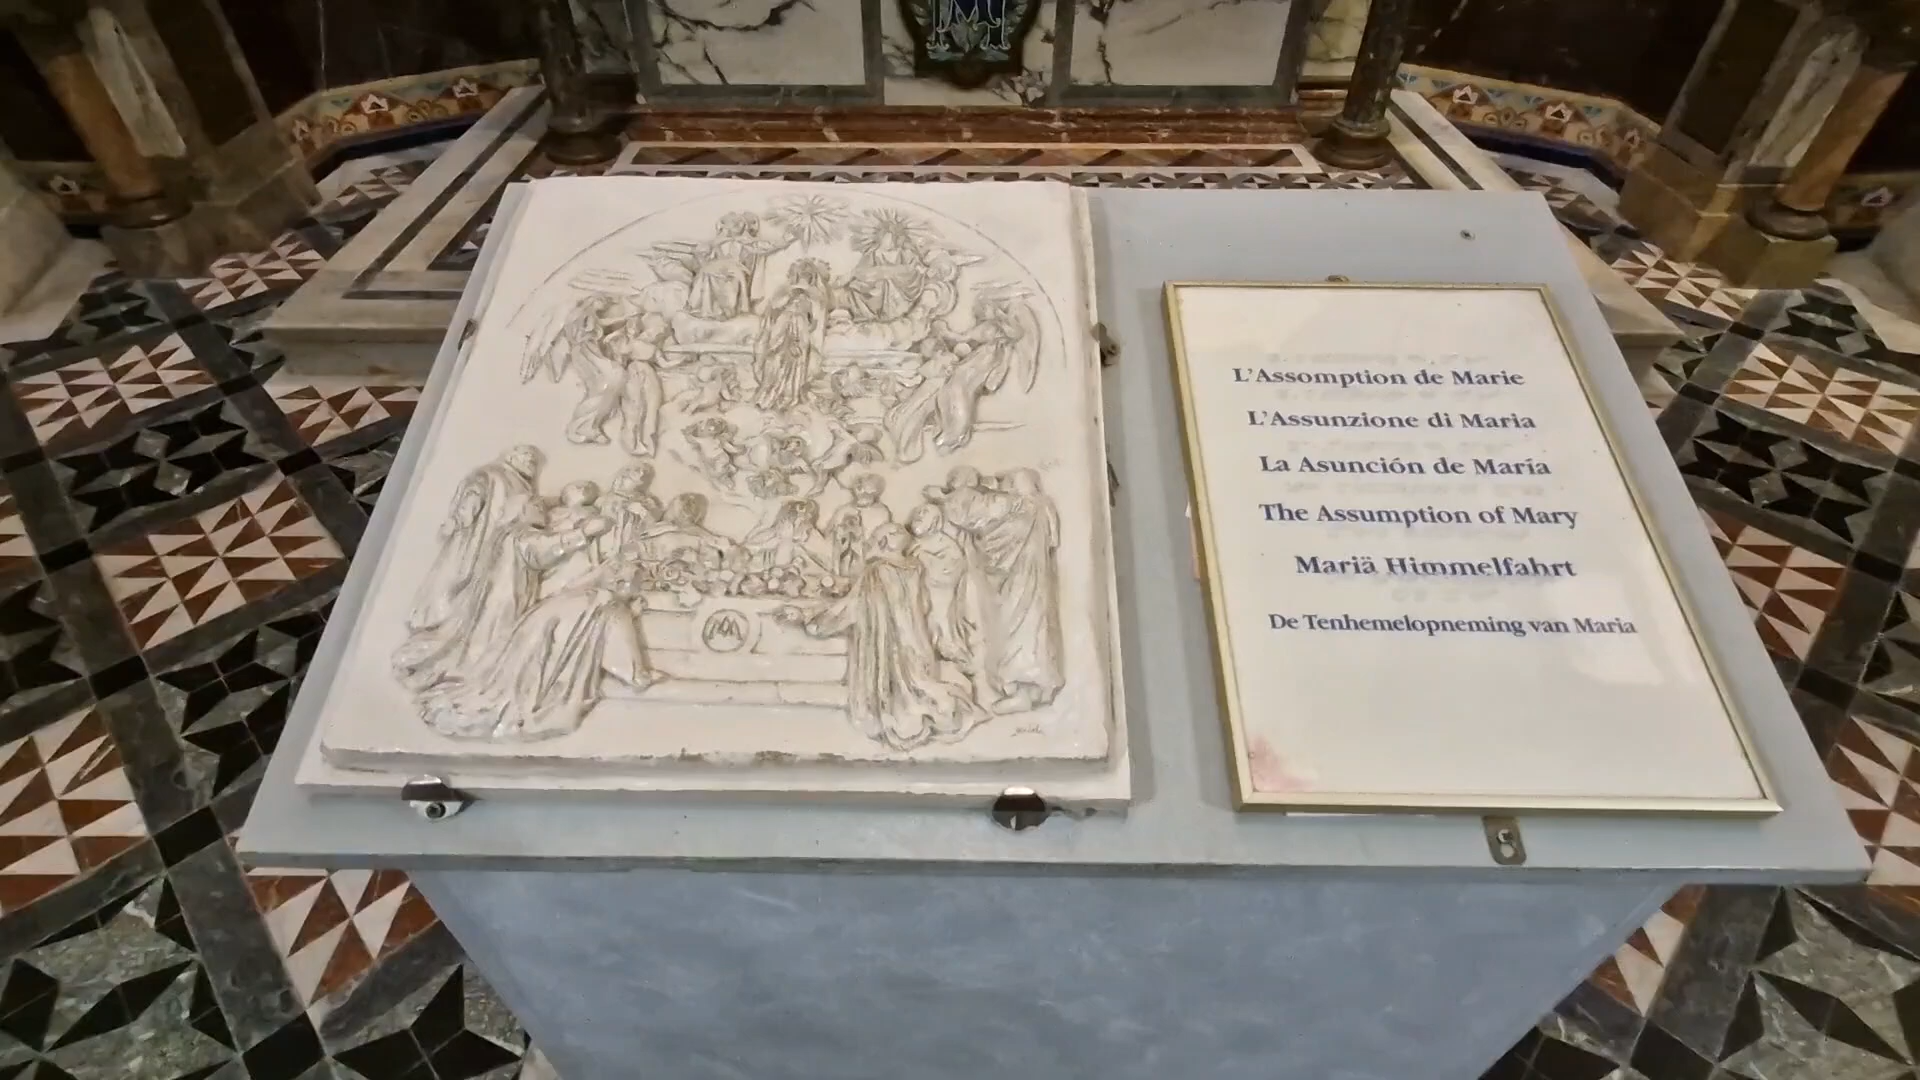 L'Assomption de Marie
L'Assunzione di Maria
La Asunción de María
The Assumption of Mary
Mariä Himmelfahrt
De Tenhemelopneming van Maria